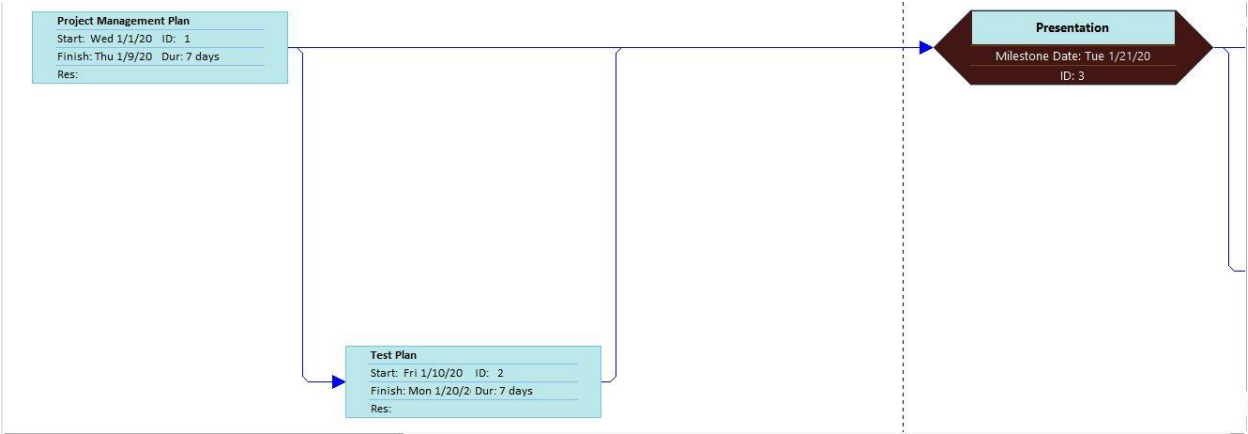 Project Management Plan
Start: Wed 1/1/20 ID: 1
Finish: Thu 1/9/20 Dur: 7 days
Res:
Presentation
Milestone Date: Tue 1/21/20
ID: 3
Test Plan
Start: Fri 1/10/20 ID: 2
Finish: Mon 1/20/2 Dur: 7 days
Res: